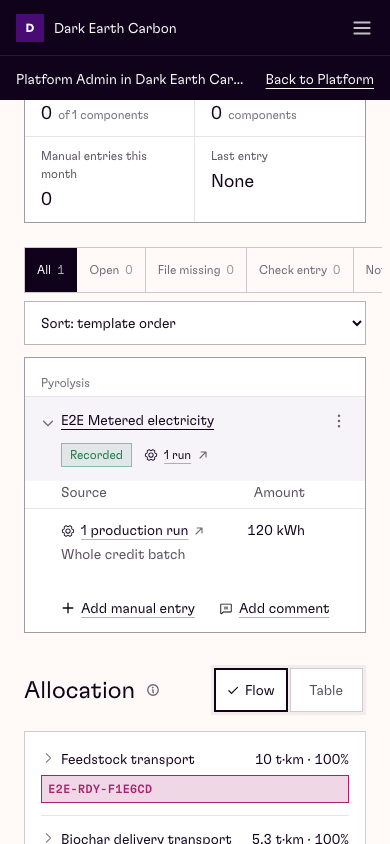 D Dark Earth Carbon
Platform Admin in Dark Earth Car... Back to Platform
0 of 1 components 0 components
Manual entries this month
0
Last entry
None
All 1 Open 0 File missing 0 Check entry 0 No
Sort: template order
Pyrolysis
E2E Metered electricity
Recorded 1 run ↗
Source Amount
1 production run ↗ 120 kWh
Whole credit batch
+ Add manual entry Add comment
Allocation Flow Table
Feedstock transport 10 t·km · 100%
E2E-RDY-F1E6CD
Biochar delivery transport 5.3 t·km · 100%